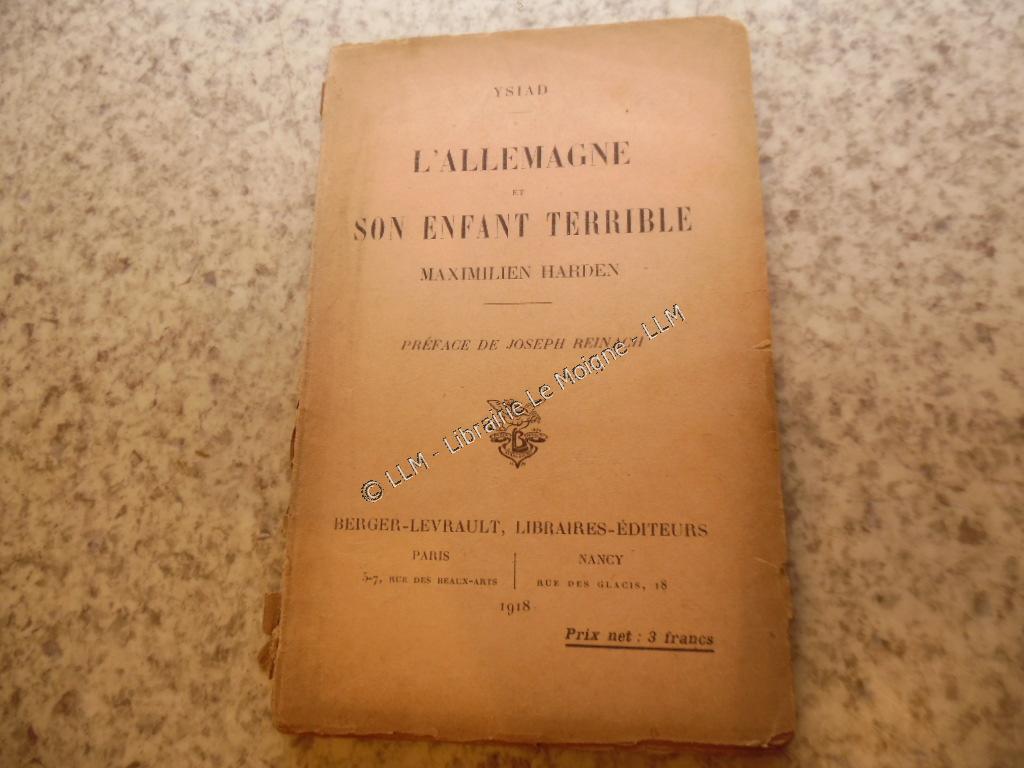 YSIAD
L'ALLEMAGNE
ET
SON ENFANT TERRIBLE
MAXIMILIEN HARDEN
PRÉFACE DE JOSEPH REINACH
© LLM - Librairie Le Moigne - LLM
B
BERGER-LEVRAULT, LIBRAIRES-ÉDITEURS
PARIS
5-7, RUE DES BEAUX-ARTS
NANCY
RUE DES GLACIS, 18
1918
Prix net : 3 francs